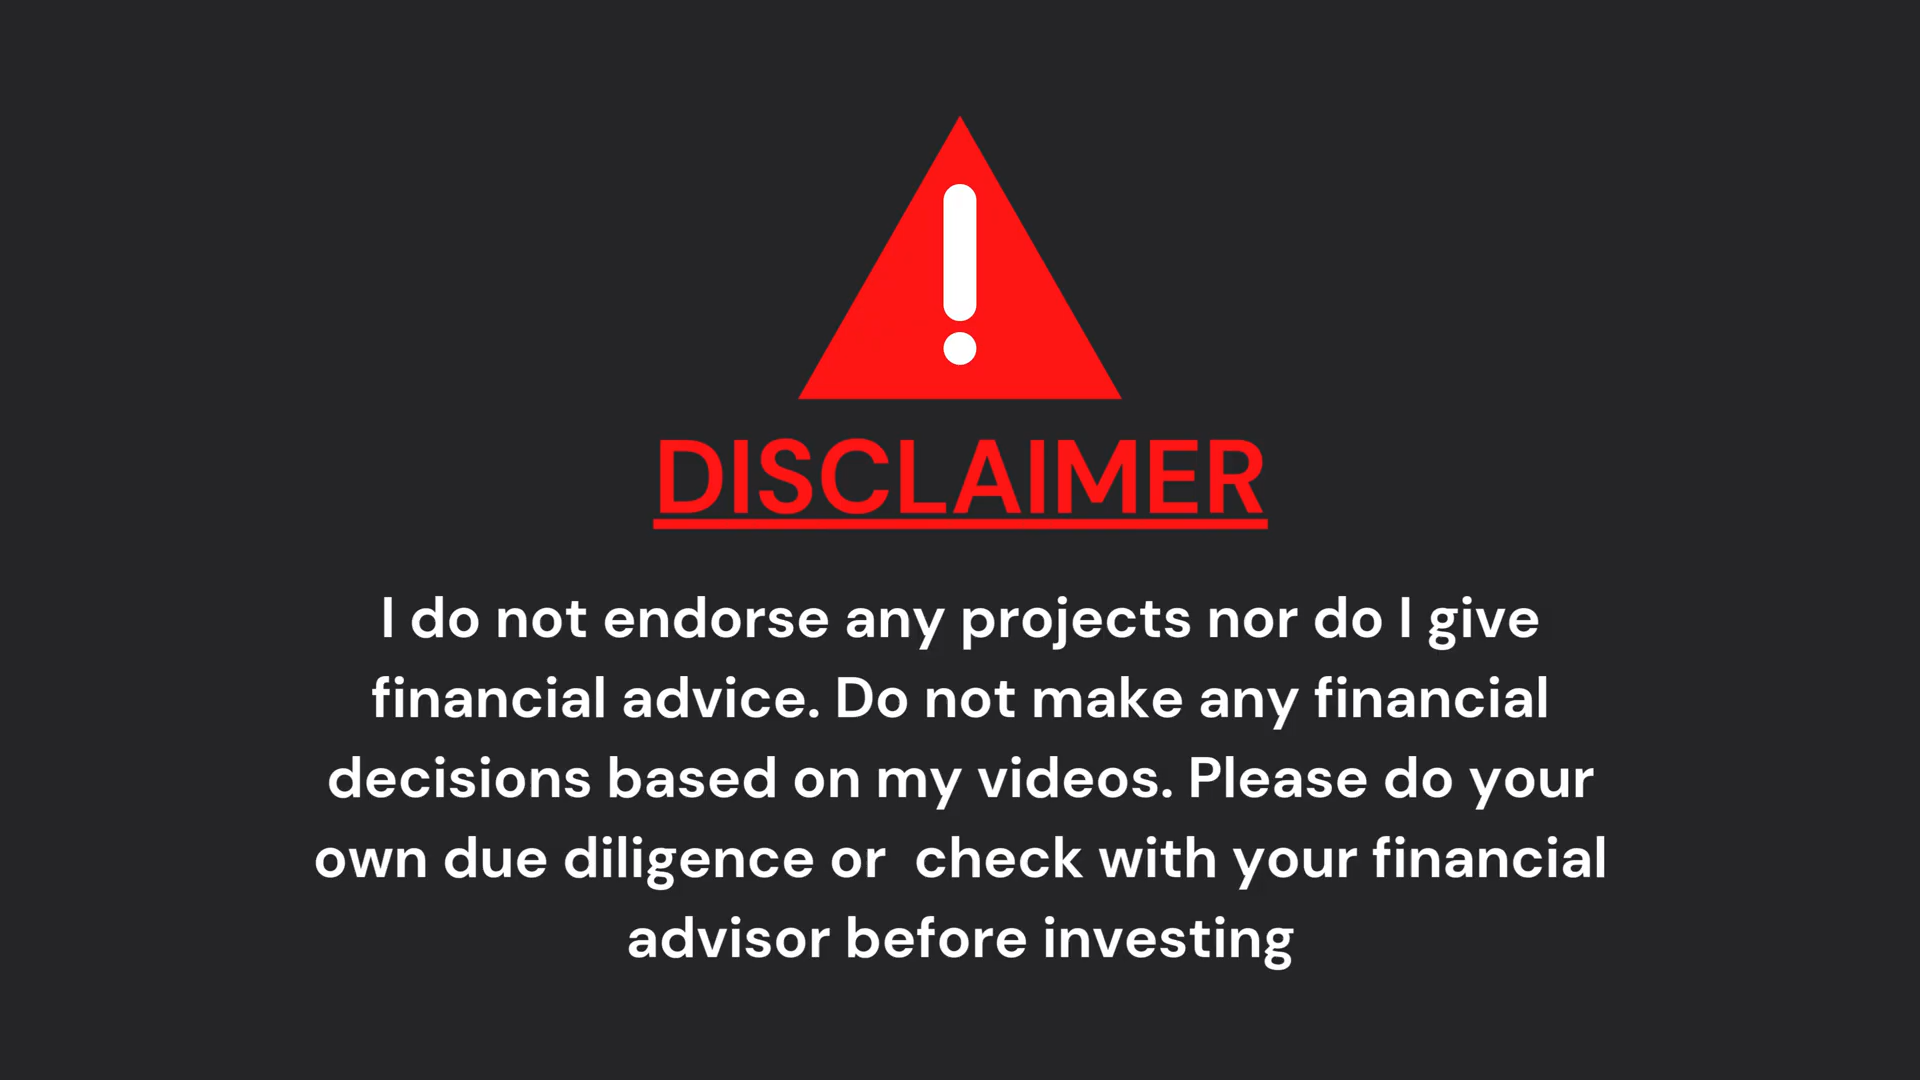 DISCLAIMER
I do not endorse any projects nor do I give
financial advice. Do not make any financial
decisions based on my videos. Please do your
own due diligence or  check with your financial
advisor before investing